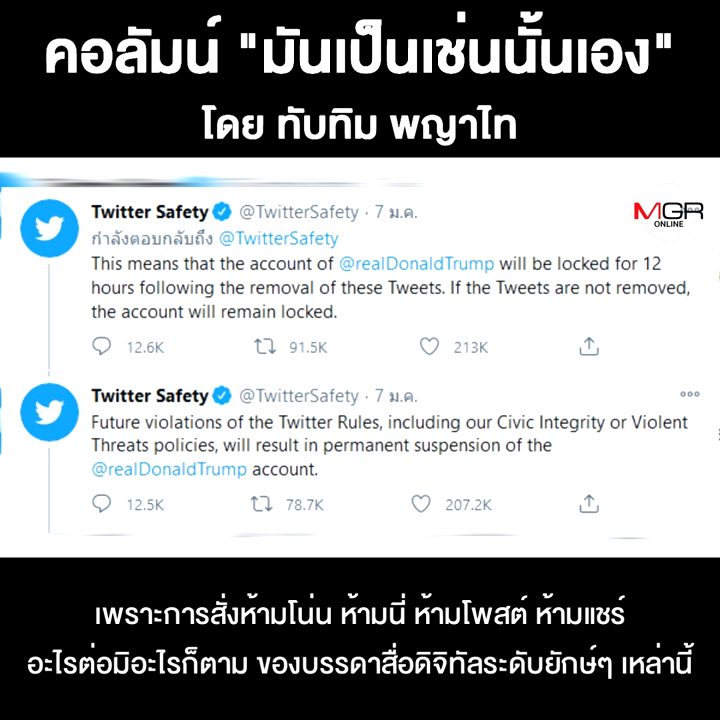 คอลัมน์ "มันเป็นเช่นนั้นเอง"
โดย ทับทิม พญาไท
MGR
ONLINE
Twitter Safety @TwitterSafety · 7 ม.ค.
กำลังตอบกลับถึง @TwitterSafety
This means that the account of @realDonaldTrump will be locked for 12
hours following the removal of these Tweets. If the Tweets are not removed,
the account will remain locked.
12.6K 91.5K 213K
Twitter Safety @TwitterSafety · 7 ม.ค.
Future violations of the Twitter Rules, including our Civic Integrity or Violent
Threats policies, will result in permanent suspension of the
@realDonaldTrump account.
12.5K 78.7K 207.2K
เพราะการสั่งห้ามโน่น ห้ามนี่ ห้ามโพสต์ ห้ามแชร์
อะไรต่อมิอะไรก็ตาม ของบรรดาสื่อดิจิทัลระดับยักษ์ๆ เหล่านี้